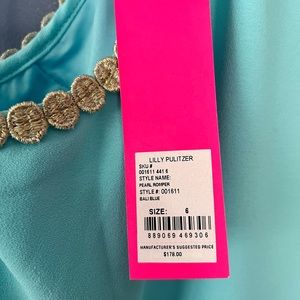 LILLY PULITZER
SKU #
001611 441 6
STYLE NAME:
PEARL ROMPER
STYLE #: 001611
BALI BLUE
SIZE: 6
889069 469306
MANUFACTURER'S SUGGESTED PRICE
$178.00